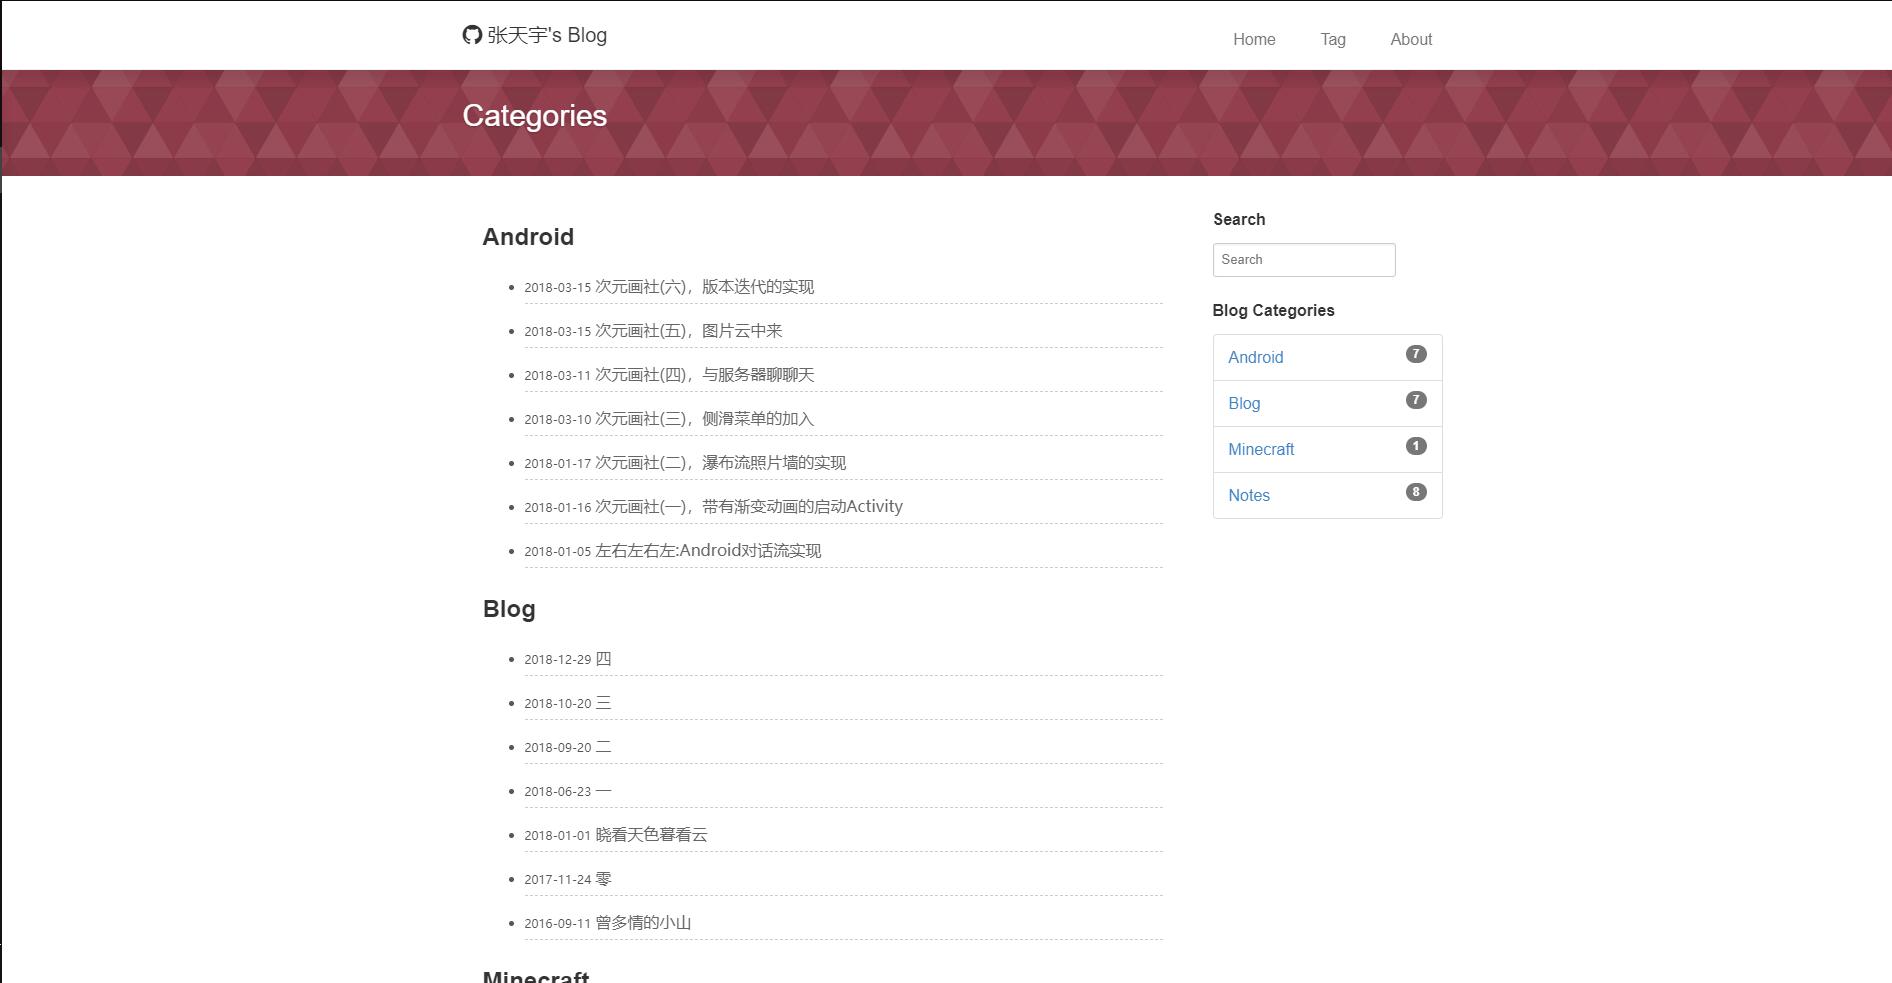 张天宇's Blog
Home Tag About
Categories
Android
2018-03-15 次元画社(六)，版本迭代的实现
2018-03-15 次元画社(五)，图片云中来
2018-03-11 次元画社(四)，与服务器聊聊天
2018-03-10 次元画社(三)，侧滑菜单的加入
2018-01-17 次元画社(二)，瀑布流照片墙的实现
2018-01-16 次元画社(一)，带有渐变动画的启动Activity
2018-01-05 左右左右左:Android对话流实现
Blog
2018-12-29 四
2018-10-20 三
2018-09-20 二
2018-06-23 一
2018-01-01 晓看天色暮看云
2017-11-24 零
2016-09-11 曾多情的小山
Minecraft
Search
Search
Blog Categories
Android 7
Blog 7
Minecraft 1
Notes 8